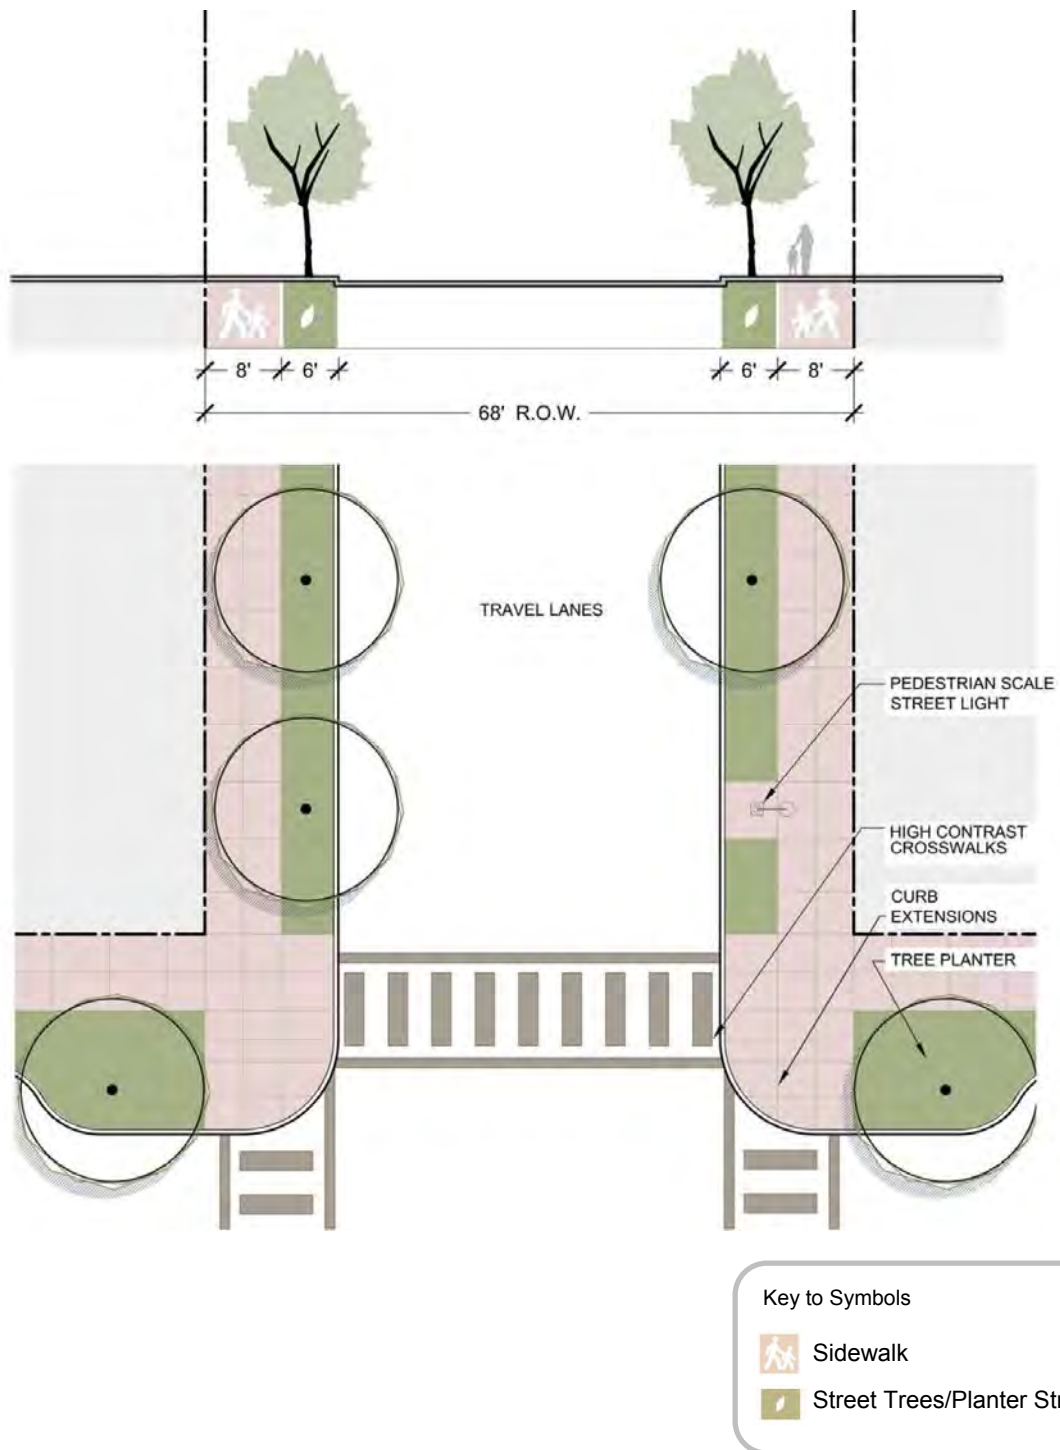 8' 6' 6' 8'
68' R.O.W.
TRAVEL LANES
PEDESTRIAN SCALE
STREET LIGHT
HIGH CONTRAST
CROSSWALKS
CURB
EXTENSIONS
TREE PLANTER
Key to Symbols
Sidewalk
Street Trees/Planter Str